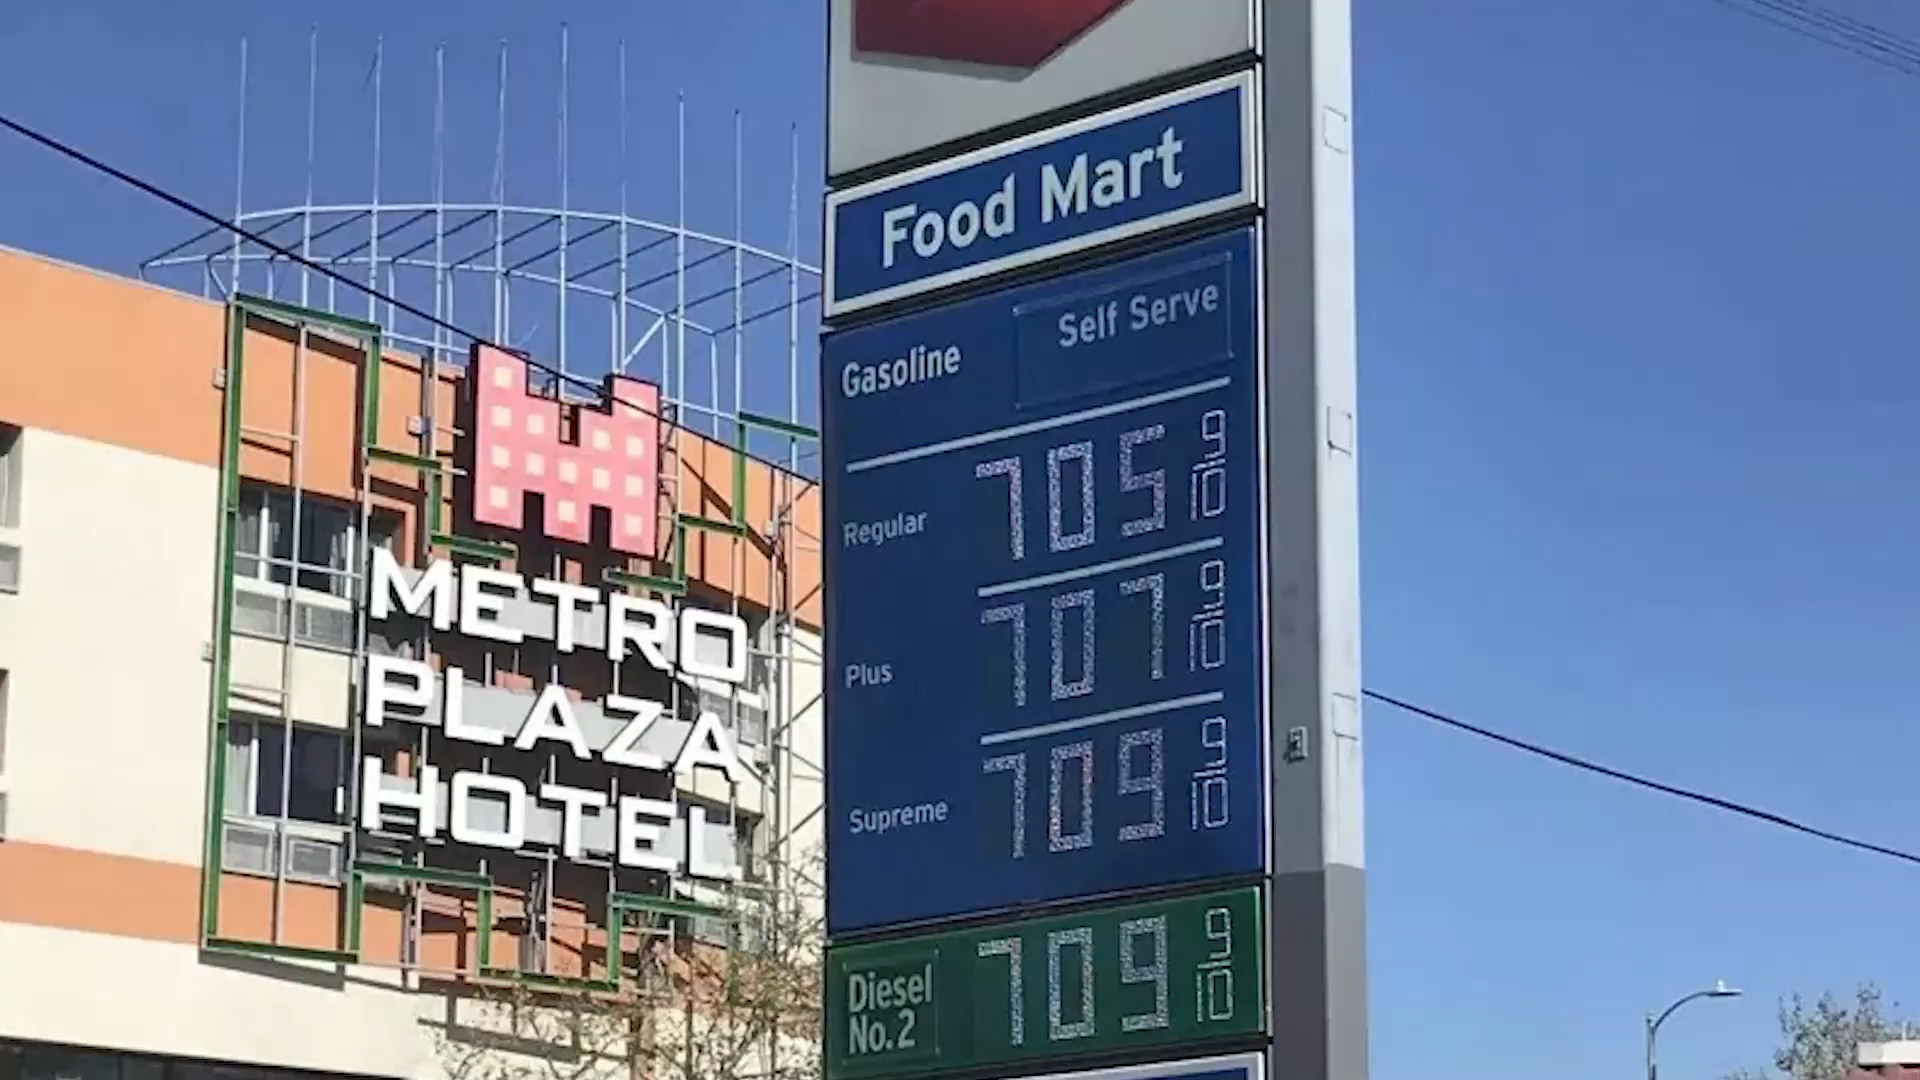 Food Mart
Self Serve
Gasoline
Regular 705 9/10
Plus 707 9/10
Supreme 709 9/10
Diesel 709 9/10
No.2
METRO
PLAZA
HOTEL